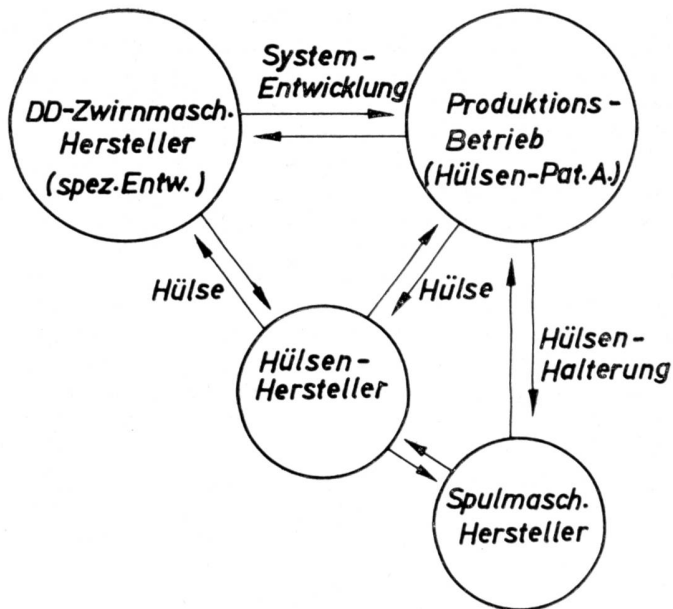 System-
Entwicklung
DD-Zwirnmasch.
Hersteller
(spez.Entw.)
Produktions-
Betrieb
(Hülsen-Pat.A.)
Hülse
Hülse
Hülsen-
Halterung
Hülsen-
Hersteller
Spulmasch.
Hersteller